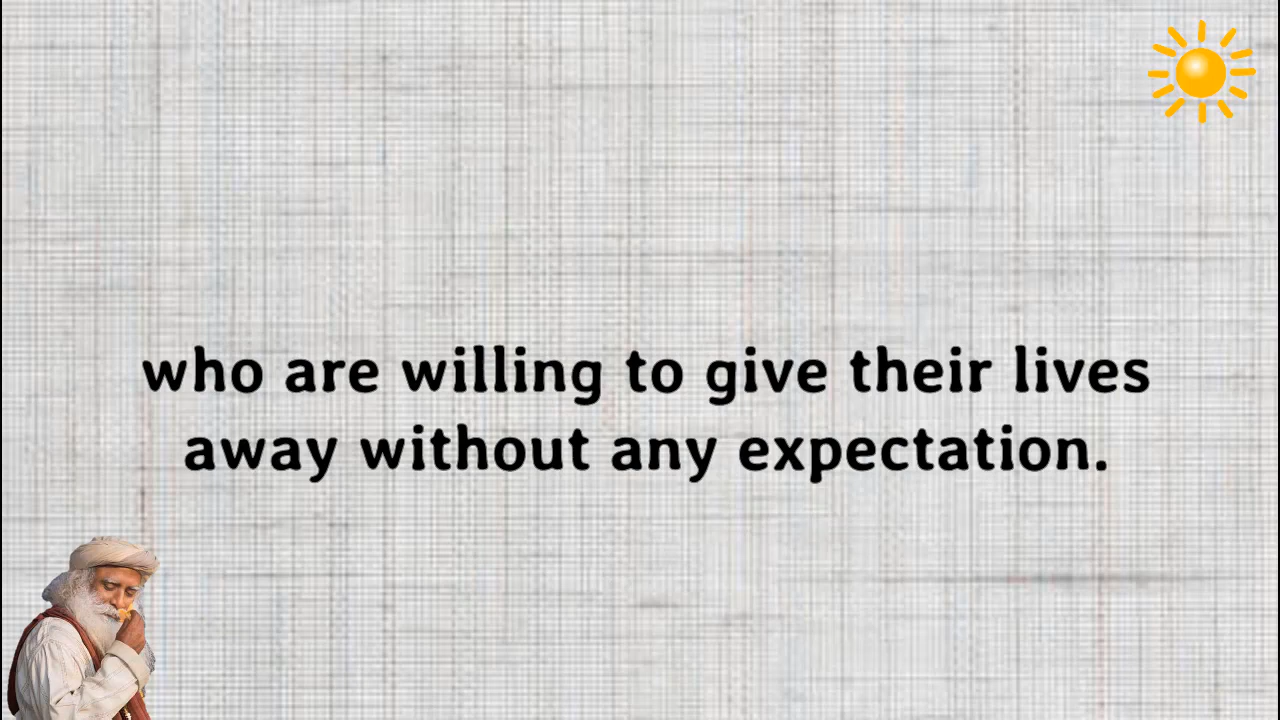 who are willing to give their lives
away without any expectation.